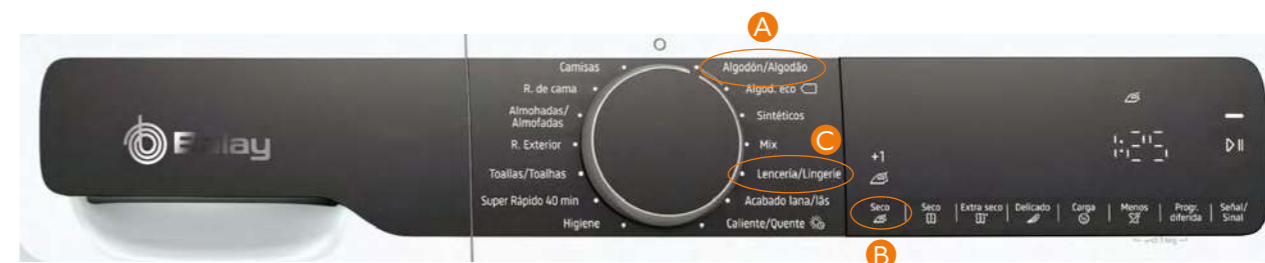 A
Camisas
Algodón/Algodão
R. de cama
Algod. eco
Almohadas/
Almofadas
Sintéticos
R. Exterior
Mix
C
Toallas/Toalhas
Lencería/Lingerie
Super Rápido 40 min
Acabado lana/lãs
Higiene
Caliente/Quente
+1
1:25
Seco
Seco
Extra seco
Delicado
Carga
Menos
Progr.
diferida
Señal/
Sinal
B